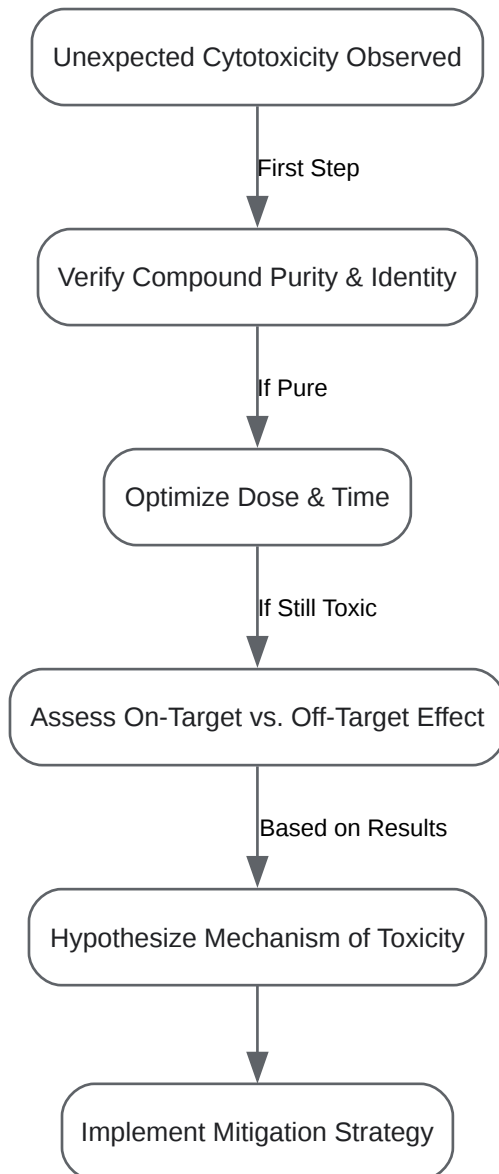 Unexpected Cytotoxicity Observed
First Step
Verify Compound Purity & Identity
If Pure
Optimize Dose & Time
If Still Toxic
Assess On-Target vs. Off-Target Effect
Based on Results
Hypothesize Mechanism of Toxicity
Implement Mitigation Strategy